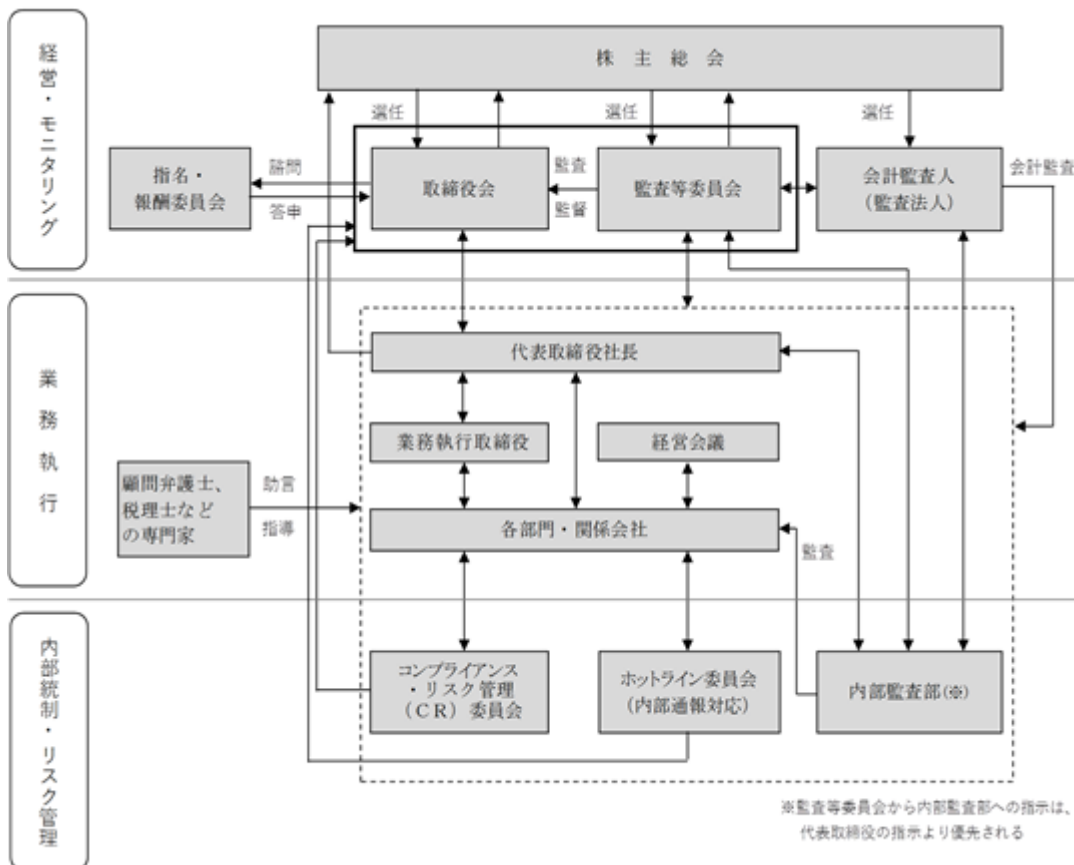 経営・モニタリング
株主総会
選任
選任
選任
指名・
報酬委員会
諮問
答申
取締役会
監査
監督
監査等委員会
会計監査人
（監査法人）
会計監査
業務執行
代表取締役社長
業務執行取締役
経営会議
顧問弁護士、
税理士など
の専門家
助言
指導
各部門・関係会社
監査
内部統制・リスク管理
コンプライアンス
・リスク管理
（ＣＲ）委員会
ホットライン委員会
（内部通報対応）
内部監査部(※)
※監査等委員会から内部監査部への指示は、
代表取締役の指示より優先される